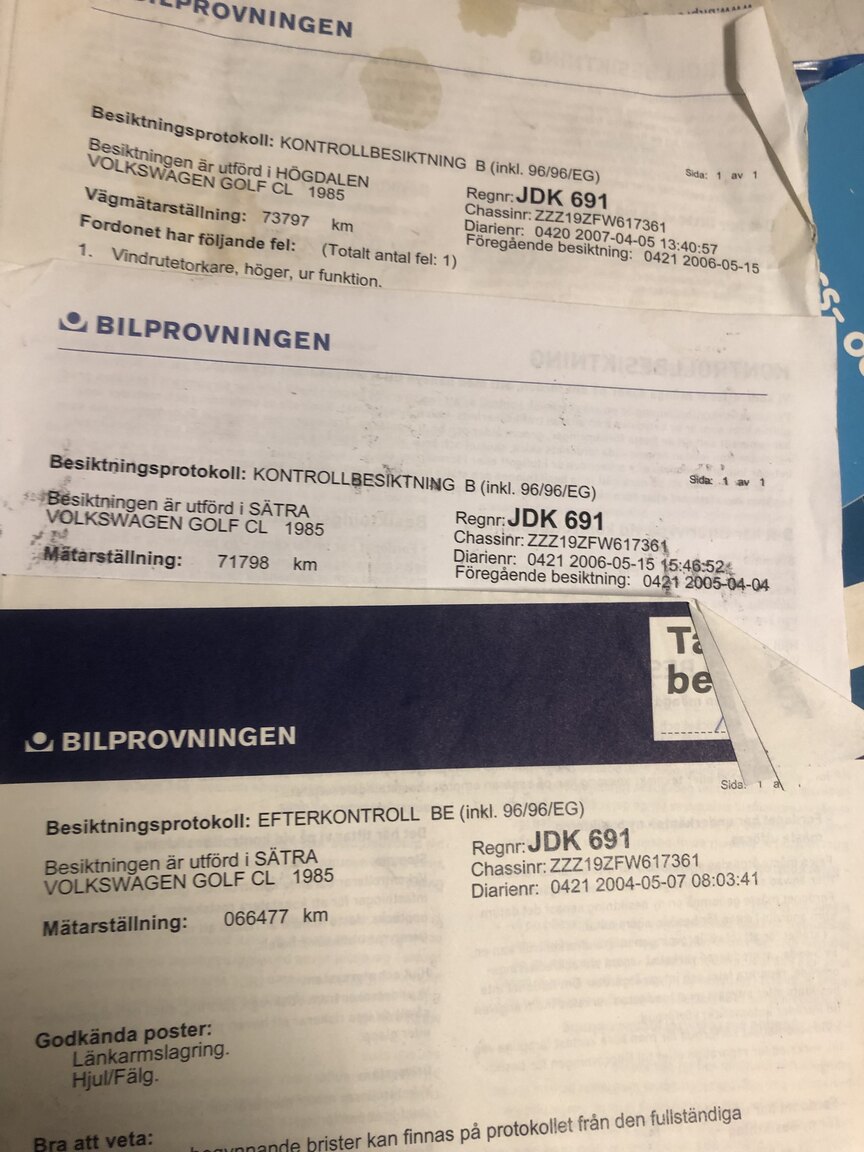 BILPROVNINGEN
Besiktningsprotokoll: KONTROLLBESIKTNING B (inkl. 96/96/EG)
Sida: 1 av 1
Besiktningen är utförd i HÖGDALEN
VOLKSWAGEN GOLF CL 1985
Regnr: JDK 691
Chassinr: ZZZ19ZFW617361
Vägmätarställning: 73797 km
Diarienr: 0420 2007-04-05 13:40:57
Föregående besiktning: 0421 2006-05-15
Fordonet har följande fel: (Totalt antal fel: 1)
1. Vindrutetorkare, höger, ur funktion.
BILPROVNINGEN
Besiktningsprotokoll: KONTROLLBESIKTNING B (inkl. 96/96/EG)
Sida: 1 av 1
Besiktningen är utförd i SÄTRA
VOLKSWAGEN GOLF CL 1985
Regnr: JDK 691
Chassinr: ZZZ19ZFW617361
Mätarställning: 71798 km
Diarienr: 0421 2006-05-15 15:46:52
Föregående besiktning: 0421 2005-04-04
Ta
be
BILPROVNINGEN
Sida: 1 a
Besiktningsprotokoll: EFTERKONTROLL BE (inkl. 96/96/EG)
Besiktningen är utförd i SÄTRA
VOLKSWAGEN GOLF CL 1985
Regnr: JDK 691
Chassinr: ZZZ19ZFW617361
Diarienr: 0421 2004-05-07 08:03:41
Mätarställning: 066477 km
Godkända poster:
Länkarmslagring.
Hjul/Fälg.
Bra att veta:
brister kan finnas på protokollet från den fullständiga